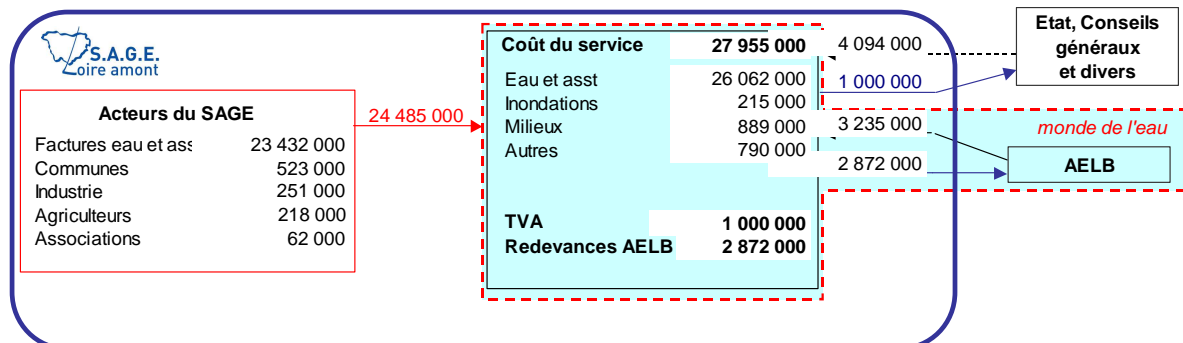 S.A.G.E.
Loire amont
Acteurs du SAGE
Factures eau et ass 23 432 000
Communes 523 000
Industrie 251 000
Agriculteurs 218 000
Associations 62 000
24 485 000
Coût du service 27 955 000
Eau et asst 26 062 000
Inondations 215 000
Milieux 889 000
Autres 790 000
TVA 1 000 000
Redevances AELB 2 872 000
4 094 000
1 000 000
3 235 000
2 872 000
Etat, Conseils
généraux
et divers
monde de l'eau
AELB